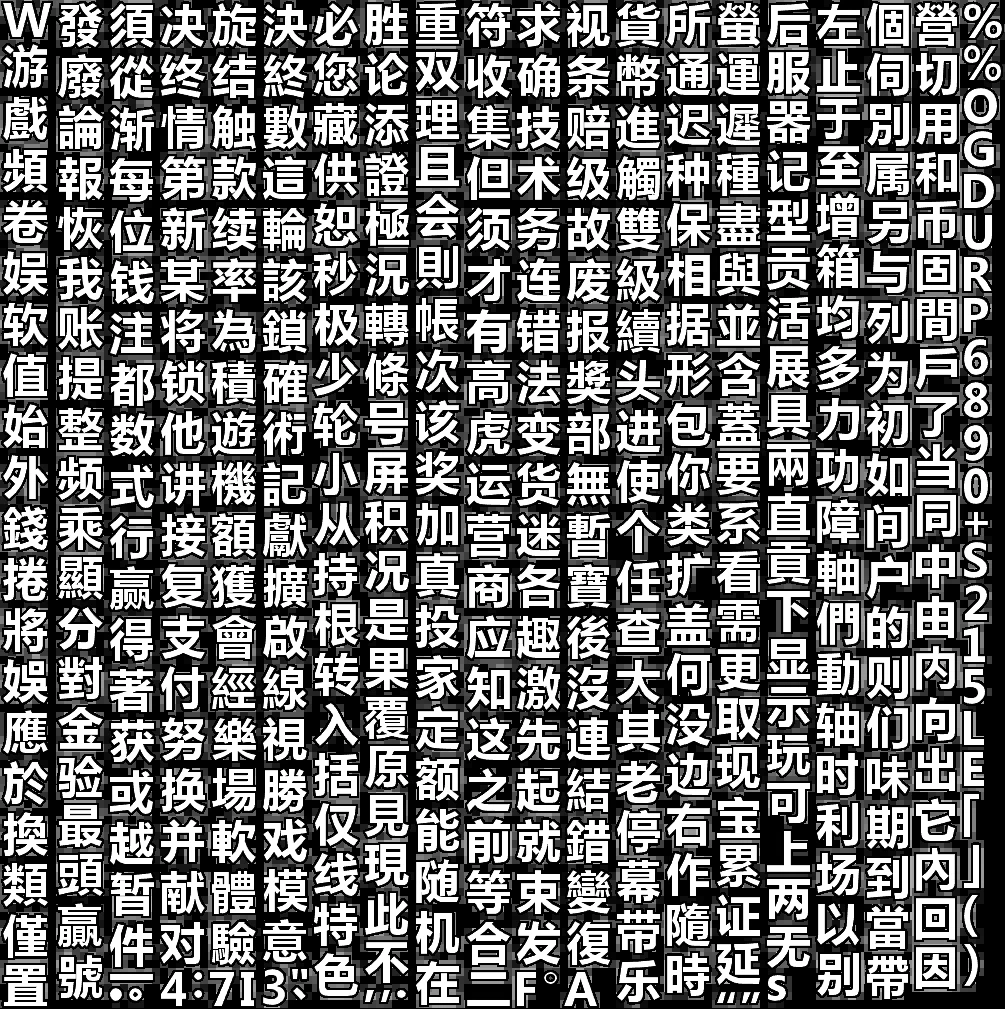 W游戲頻卷娱软值始外錢捲將娛應於換類僅置
發廢論報恢我账提整频乘顯分對金验最頭贏號
須從渐每位钱注都数式行赢得著获或越暂件一•。
决终情第新某将锁他讲接复支付努换并献对4:
旋结触款续率為積遊機額獲會經樂場軟體驗7I
決終數這輪該鎖確術記獻擴啟線視勝戏模意3"、
必您藏供恕秒极少轮小从持根转入括仅线特色
胜论添證極況轉條号屏积况是果覆原見現此不,,.
重双理且会則帳次该奖加真投家定额能随机在
符收集但须才有高虎运营商应知这之前等合二
求确技术务连错法变货迷各趣激先起就束发F°
视条赔级故废报獎部無暫寶後沒連結錯變復A
貨幣進觸雙級續头进使个任查大其老停幕带乐
所通迟种保相据形包你类扩盖何没边右作隨時
螢運遲種盡與並含蓋要系看需更取现宝累证延
后服器记型贡活展具兩直貢下显示玩可上两无s
左止于至增箱均多力功障軸們動轴时利场以别
個伺別属另与列为初如间户的则们味期到當帶
營切用和币固間戶了当同中由内向出它內回因
%%OGDURP6890+S215LE「」()